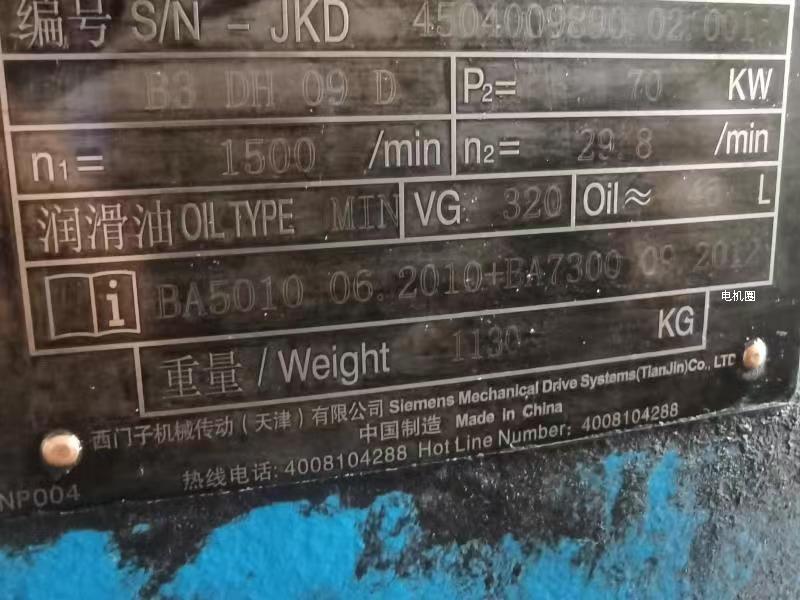 编号 S/N - JKD 4504009890 02 001
B3 DH 09 D P2= 70 KW
n1= 1500 /min n2= 29.8 /min
润滑油 OIL TYPE MIN VG 320 Oil≈ L
BA5010 06.2010+BA7300 09.2012
电机圈
重量 / Weight 1130 KG
西门子机械传动(天津)有限公司 Siemens Mechanical Drive Systems(TianJin)Co., LTD
中国制造 Made in China
热线电话: 4008104288 Hot Line Number: 4008104288
NP004